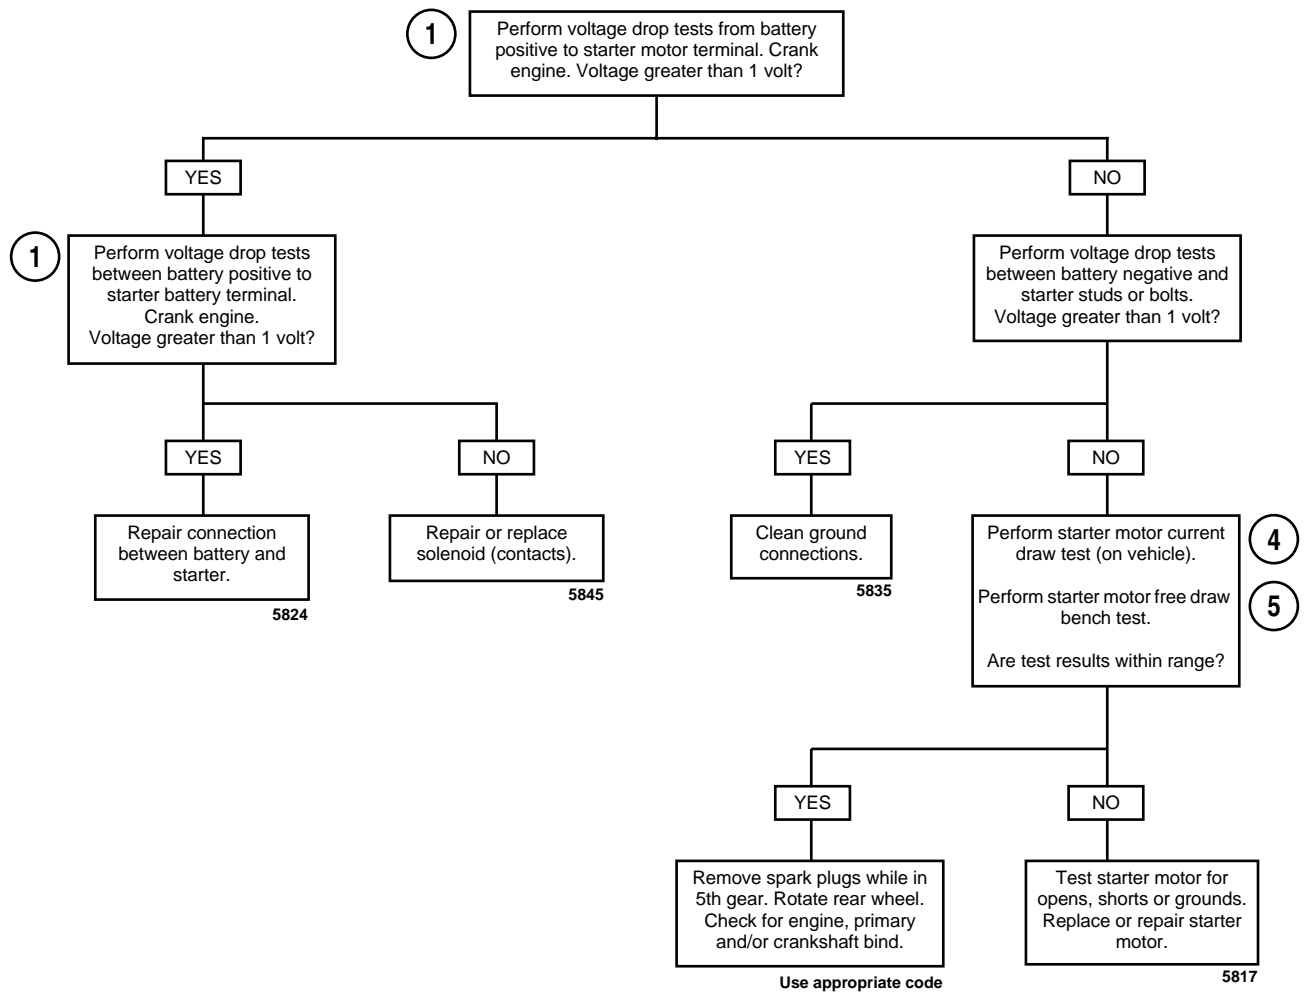 1
Perform voltage drop tests from battery
positive to starter motor terminal. Crank
engine. Voltage greater than 1 volt?
YES
NO
1
Perform voltage drop tests
between battery positive to
starter battery terminal.
Crank engine.
Voltage greater than 1 volt?
Perform voltage drop tests
between battery negative and
starter studs or bolts.
Voltage greater than 1 volt?
YES
NO
YES
NO
Repair connection
between battery and
starter.
5824
Repair or replace
solenoid (contacts).
5845
Clean ground
connections.
5835
Perform starter motor current
draw test (on vehicle).
4
Perform starter motor free draw
bench test.
5
Are test results within range?
YES
NO
Remove spark plugs while in
5th gear. Rotate rear wheel.
Check for engine, primary
and/or crankshaft bind.
Use appropriate code
Test starter motor for
opens, shorts or grounds.
Replace or repair starter
motor.
5817